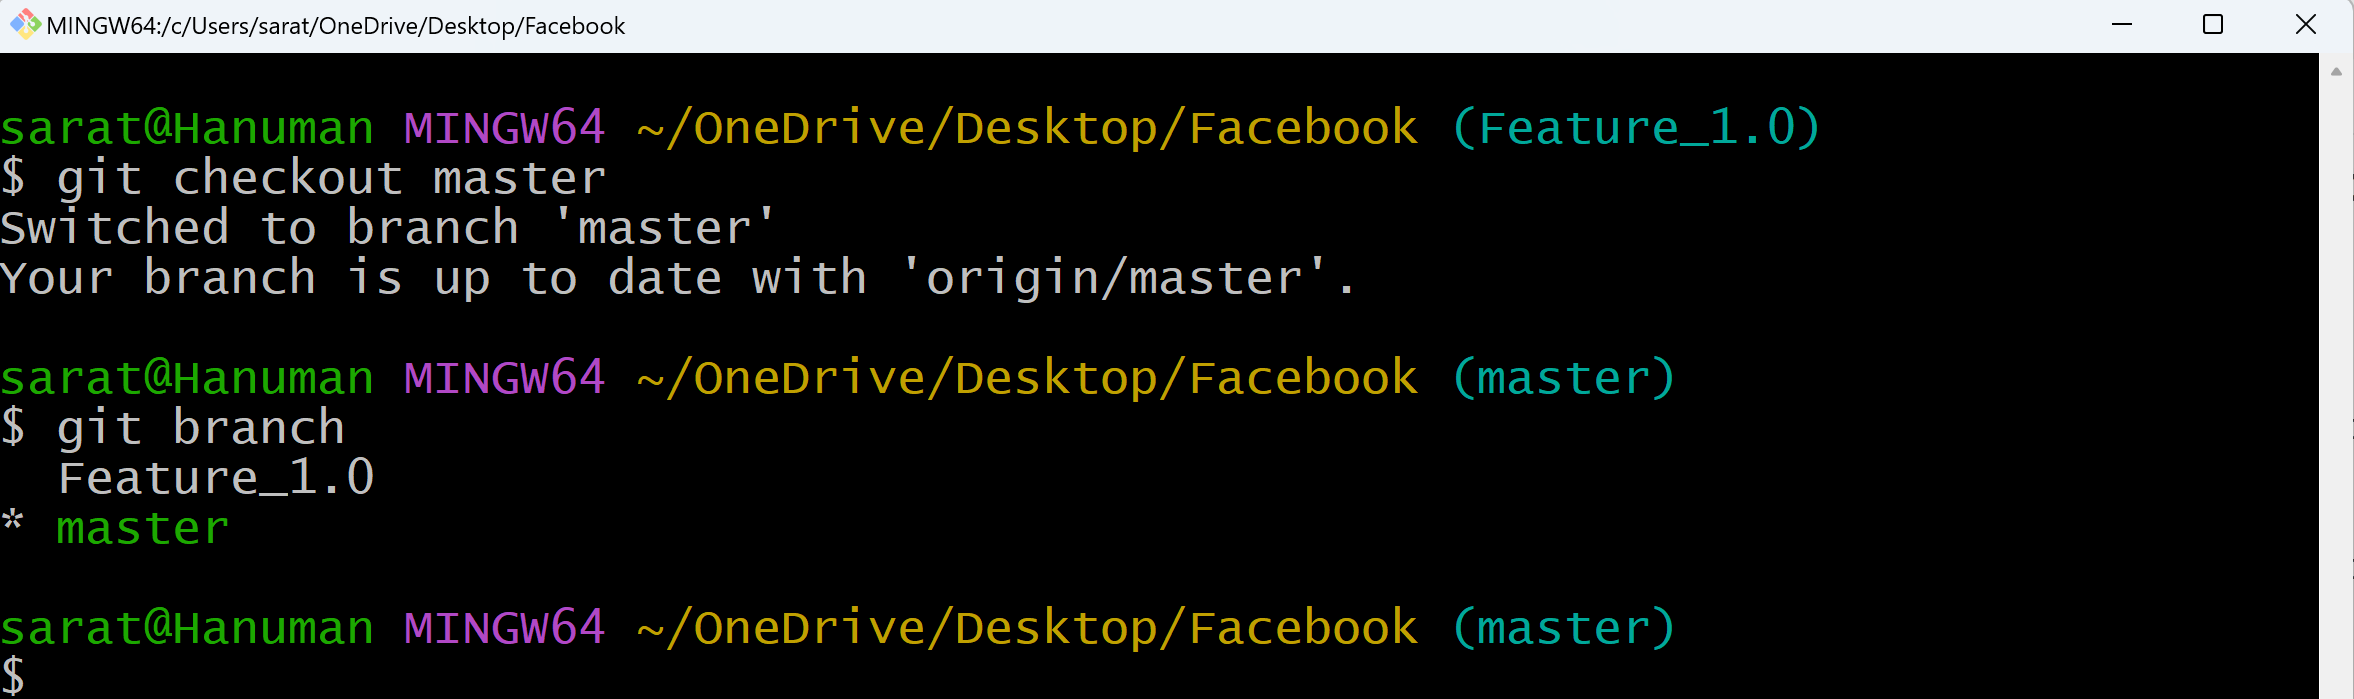 MINGW64:/c/Users/sarat/OneDrive/Desktop/Facebook
sarat@Hanuman MINGW64 ~/OneDrive/Desktop/Facebook (Feature_1.0)
$ git checkout master
Switched to branch 'master'
Your branch is up to date with 'origin/master'.
sarat@Hanuman MINGW64 ~/OneDrive/Desktop/Facebook (master)
$ git branch
  Feature_1.0
* master
sarat@Hanuman MINGW64 ~/OneDrive/Desktop/Facebook (master)
$